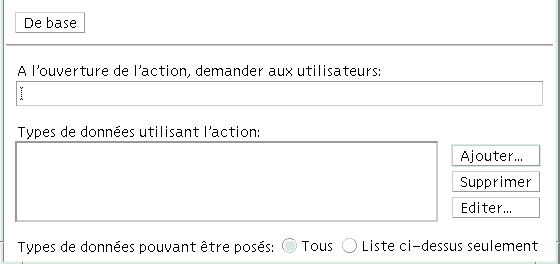 De base
A l'ouverture de l'action, demander aux utilisateurs:
Types de données utilisant l'action:
Ajouter...
Supprimer
Editer...
Types de données pouvant être posés: Tous Liste ci-dessus seulement